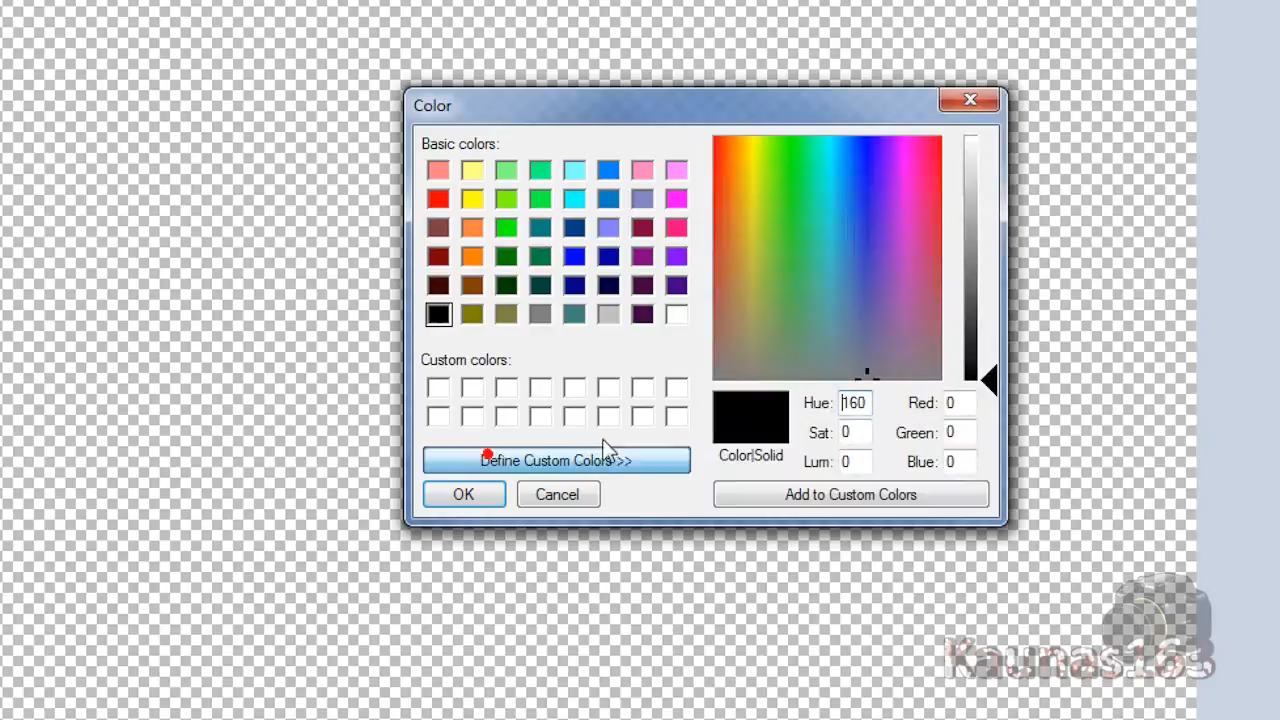 Color
Basic colors:
Custom colors:
Define Custom Colors >>
OK
Cancel
Hue: 160
Red: 0
Sat: 0
Green: 0
Color|Solid
Lum: 0
Blue: 0
Add to Custom Colors
Kaunas16s